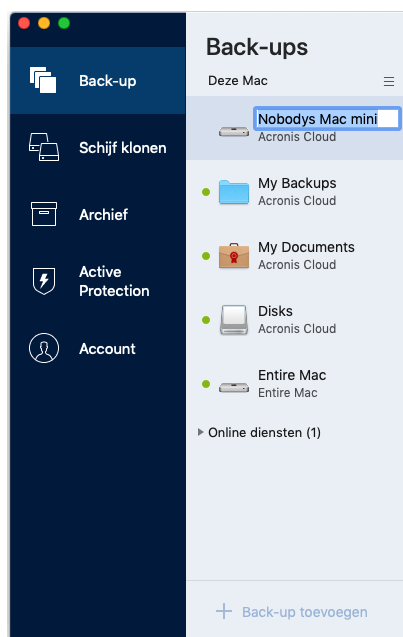 Back-ups
Back-up
Deze Mac
Nobodys Mac mini
Acronis Cloud
Schijf klonen
My Backups
Acronis Cloud
Archief
My Documents
Acronis Cloud
Active
Protection
Disks
Acronis Cloud
Account
Entire Mac
Entire Mac
Online diensten (1)
Back-up toevoegen